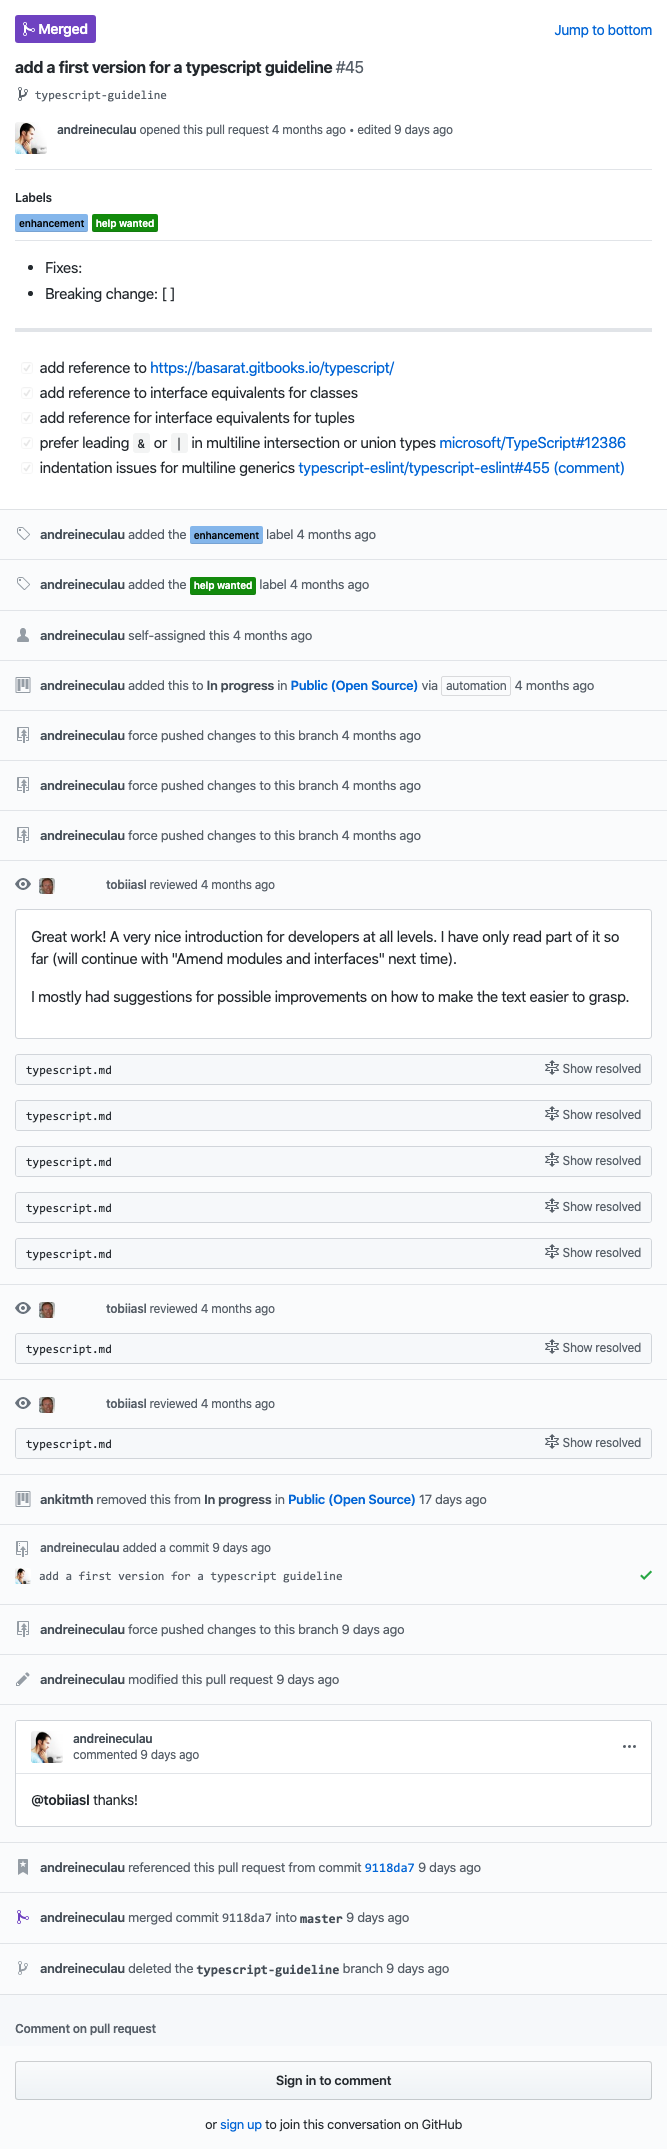 Merged
Jump to bottom
add a first version for a typescript guideline #45
typescript-guideline
andreineculau opened this pull request 4 months ago • edited 9 days ago
Labels
enhancement help wanted
• Fixes:
• Breaking change: [ ]
add reference to https://basarat.gitbooks.io/typescript/
add reference to interface equivalents for classes
add reference for interface equivalents for tuples
prefer leading & or | in multiline intersection or union types microsoft/TypeScript#12386
indentation issues for multiline generics typescript-eslint/typescript-eslint#455 (comment)
andreineculau added the enhancement label 4 months ago
andreineculau added the help wanted label 4 months ago
andreineculau self-assigned this 4 months ago
andreineculau added this to In progress in Public (Open Source) via automation 4 months ago
andreineculau force pushed changes to this branch 4 months ago
andreineculau force pushed changes to this branch 4 months ago
andreineculau force pushed changes to this branch 4 months ago
tobiiasl reviewed 4 months ago
Great work! A very nice introduction for developers at all levels. I have only read part of it so
far (will continue with "Amend modules and interfaces" next time).
I mostly had suggestions for possible improvements on how to make the text easier to grasp.
typescript.md Show resolved
typescript.md Show resolved
typescript.md Show resolved
typescript.md Show resolved
typescript.md Show resolved
tobiiasl reviewed 4 months ago
typescript.md Show resolved
tobiiasl reviewed 4 months ago
typescript.md Show resolved
ankitmth removed this from In progress in Public (Open Source) 17 days ago
andreineculau added a commit 9 days ago
add a first version for a typescript guideline
andreineculau force pushed changes to this branch 9 days ago
andreineculau modified this pull request 9 days ago
andreineculau
commented 9 days ago
@tobiiasl thanks!
andreineculau referenced this pull request from commit 9118da7 9 days ago
andreineculau merged commit 9118da7 into master 9 days ago
andreineculau deleted the typescript-guideline branch 9 days ago
Comment on pull request
Sign in to comment
or sign up to join this conversation on GitHub